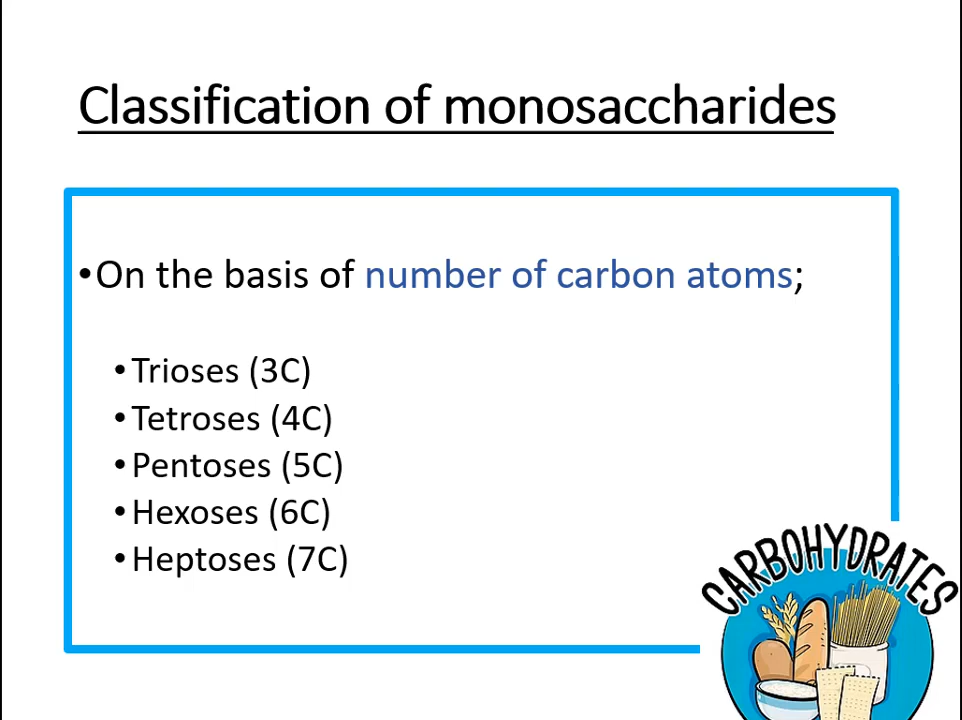 Classification of monosaccharides
•On the basis of number of carbon atoms;
•Trioses (3C)
•Tetroses (4C)
•Pentoses (5C)
•Hexoses (6C)
•Heptoses (7C)
CARBOHYDRATES